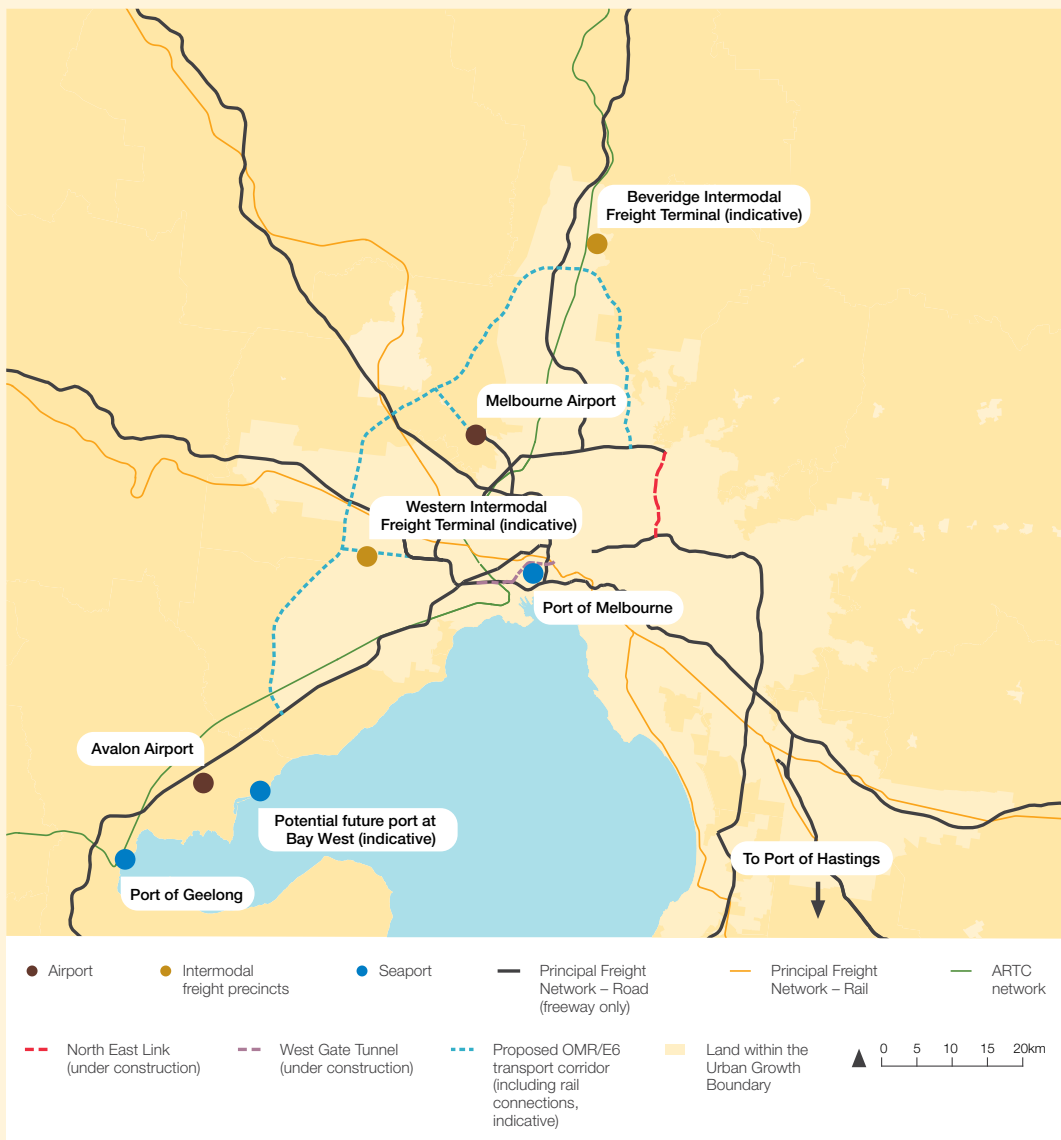 Beveridge Intermodal
Freight Terminal (indicative)
Melbourne Airport
Western Intermodal
Freight Terminal (indicative)
Port of Melbourne
Avalon Airport
Potential future port at
Bay West (indicative)
To Port of Hastings
Port of Geelong
Airport
Intermodal
freight precincts
Seaport
Principal Freight
Network – Road
(freeway only)
Principal Freight
Network – Rail
ARTC
network
North East Link
(under construction)
West Gate Tunnel
(under construction)
Proposed OMR/E6
transport corridor
(including rail
connections,
indicative)
Land within the
Urban Growth
Boundary
0 5 10 15 20km